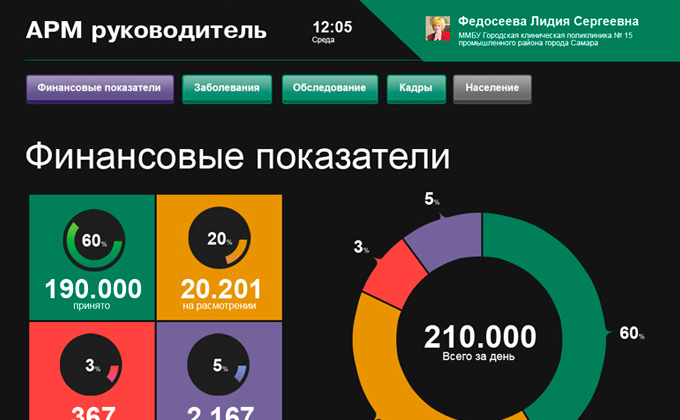 АРМ руководитель
12:05
Среда
Федосеева Лидия Сергеевна
ММБУ Городская клиническая поликлиника № 15
промышленного района города Самара
Финансовые показатели
Заболевания
Обследование
Кадры
Население
Финансовые показатели
60%
190.000
принято
20%
20.201
на расмотрении
3%
367
5%
2.167
5%
3%
60%
210.000
Всего за день